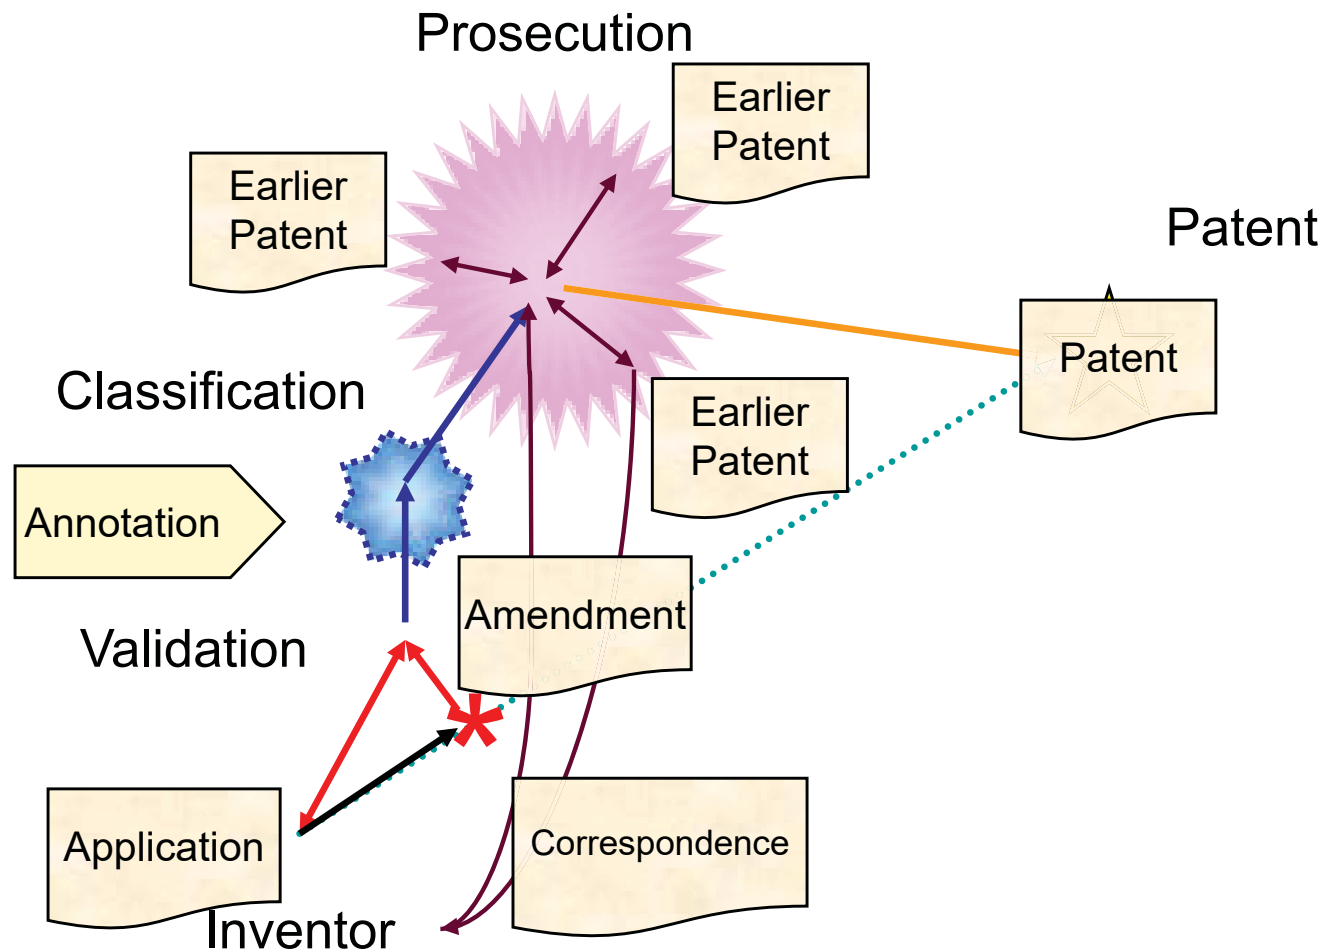 Prosecution
Earlier
Patent
Earlier
Patent
Patent
Patent
Classification
Earlier
Patent
Annotation
Amendment
Validation
Application
Correspondence
Inventor